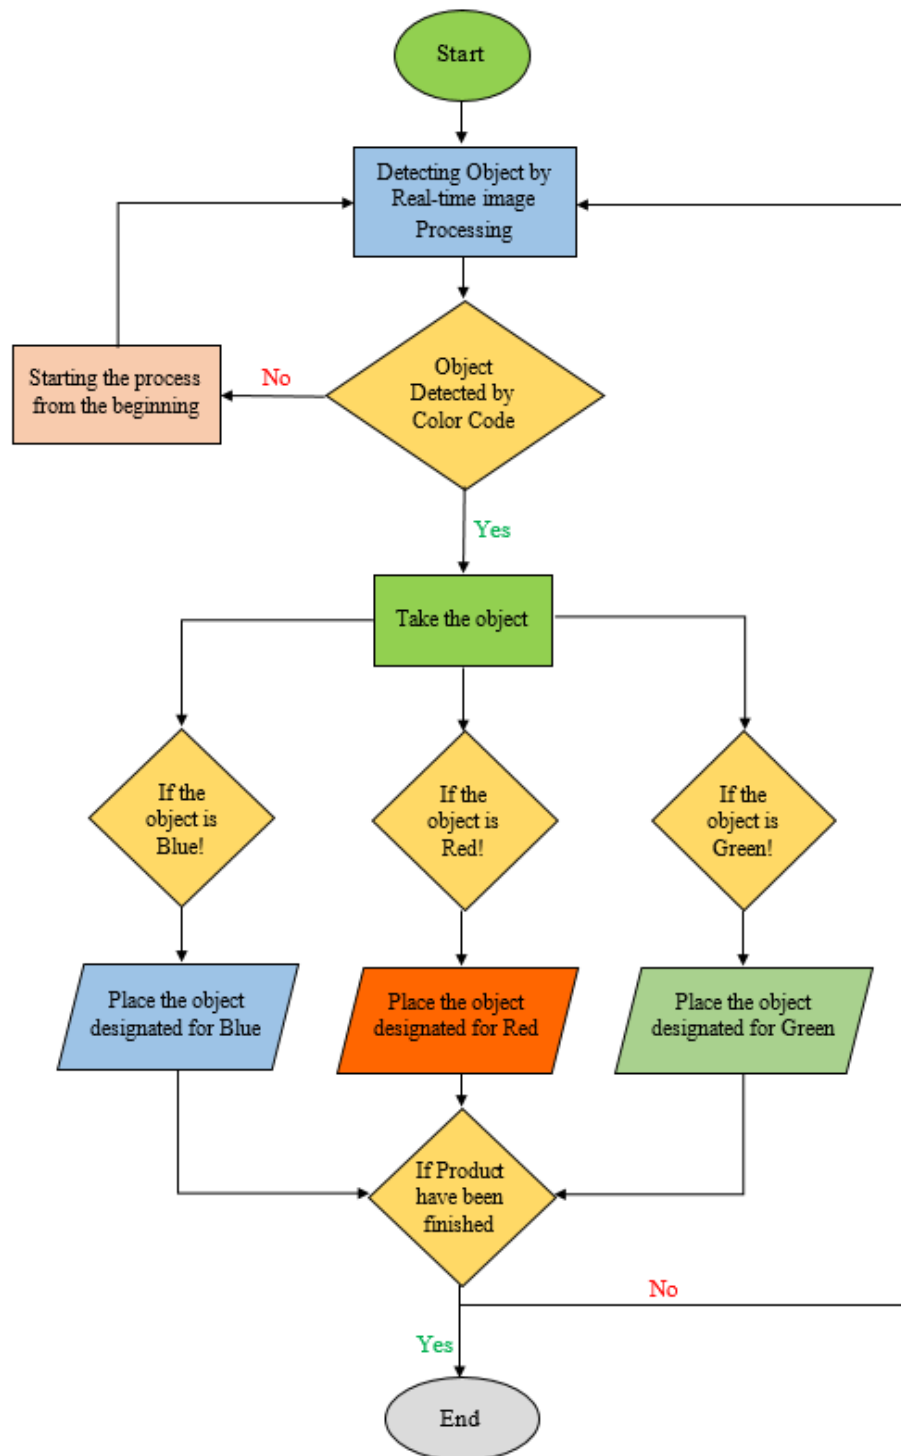 Start
Detecting Object by
Real-time image
Processing
Starting the process
from the beginning
No
Object
Detected by
Color Code
Yes
Take the object
If the
object is
Blue!
If the
object is
Red!
If the
object is
Green!
Place the object
designated for Blue
Place the object
designated for Red
Place the object
designated for Green
If Product
have been
finished
No
Yes
End